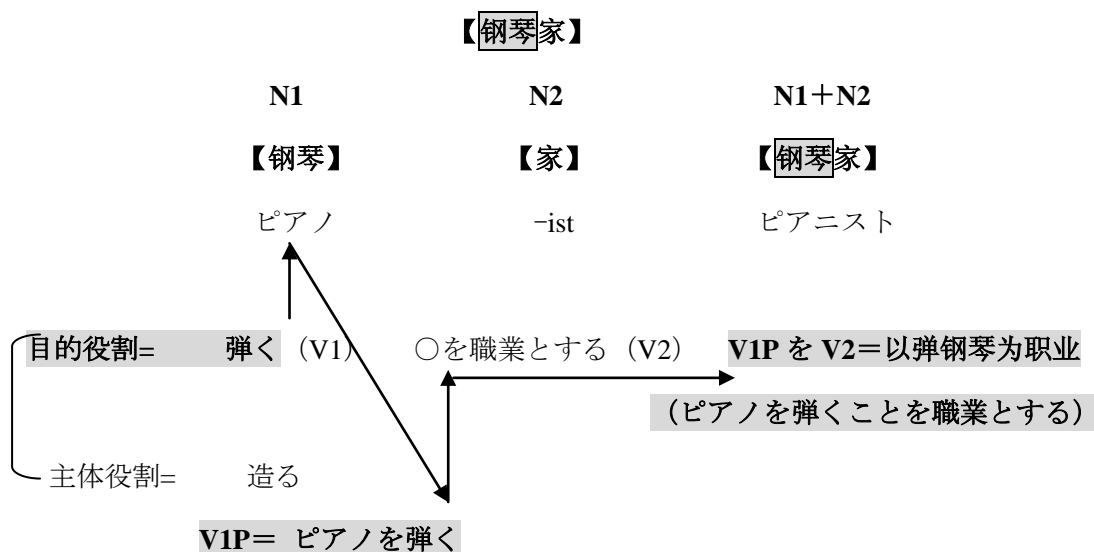 【钢琴家】
N1 N2 N1＋N2
【钢琴】 【家】 【钢琴家】
ピアノ -ist ピアニスト
目的役割= 弾く（V1） ○を職業とする（V2） V1P を V2＝以弹钢琴为职业
（ピアノを弾くことを職業とする）
主体役割= 造る
V1P＝ ピアノを弾く